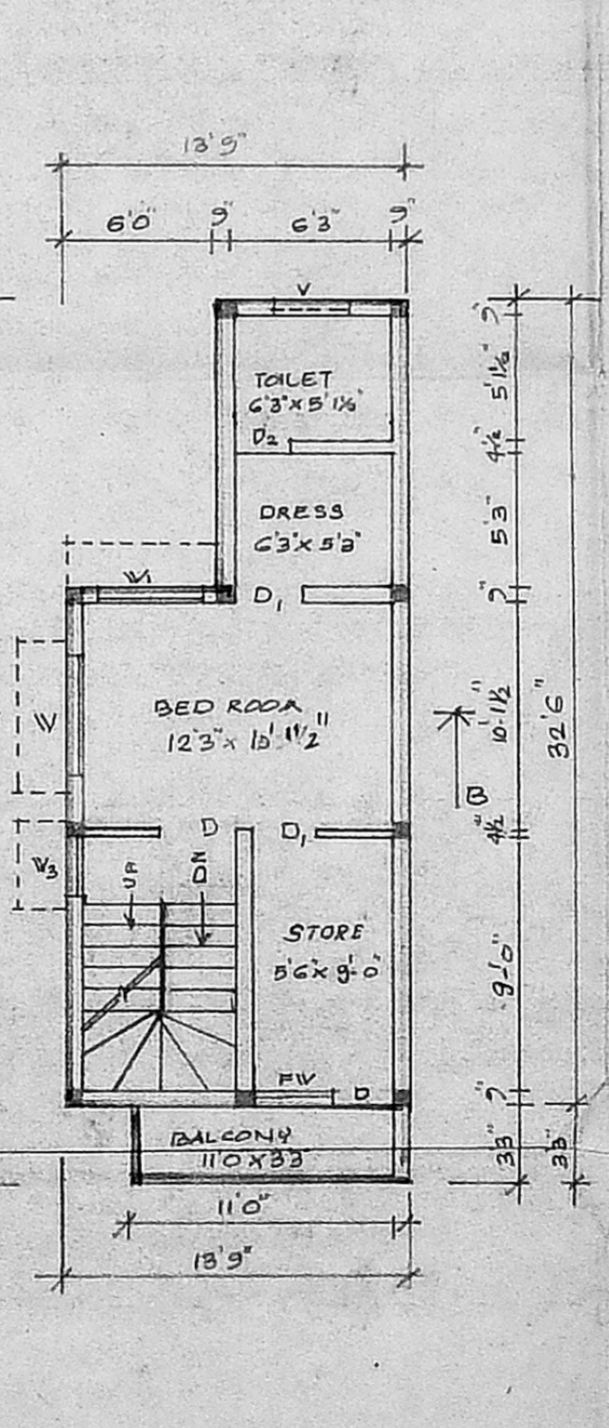 13'9"
6'0" 9" 6'3" 9"
V
TOILET
6'3"x 5'1½"
D2
DRESS
6'3"x 5'3"
W1
D1
BED ROOM
12'3"x 10'11½"
W
D D1
W3
UP
DN
STORE
5'6"x 9'-0"
FW D
BALCONY
11'0 x 3'3"
11'0"
13'9"
9"
5'1½"
4½"
5'3"
9"
10'-11½"
4½"
9'-0"
9"
3'3"
32'6"
3'3"
B